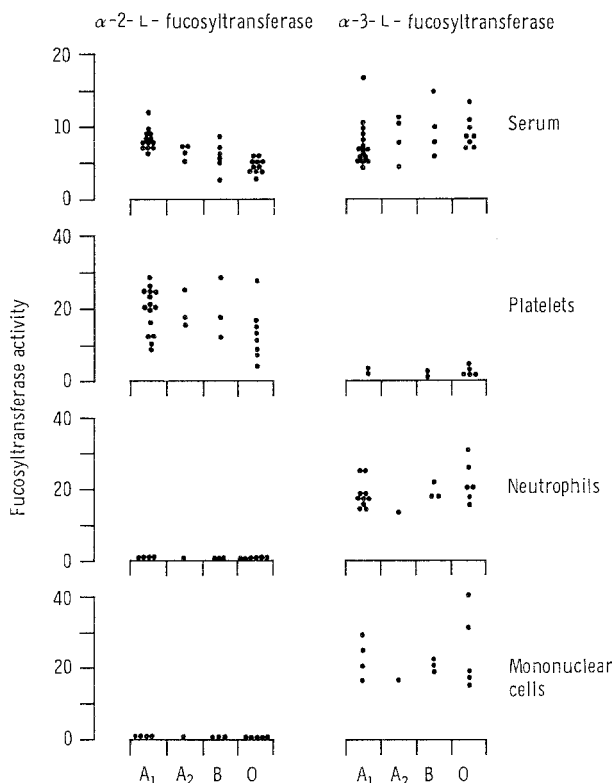 α-2-L-fucosyltransferase α-3-L-fucosyltransferase
20
10
0
Serum
40
20
0
Platelets
Fucosyltransferase activity
40
20
0
Neutrophils
40
20
0
Mononuclear
cells
A₁ A₂ B O A₁ A₂ B O